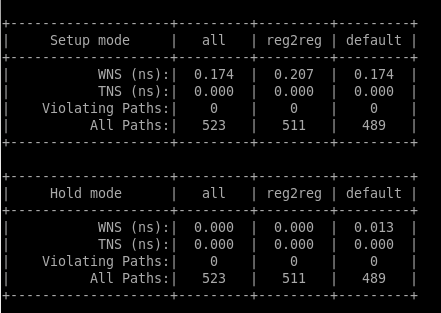 +--------------------+---------+---------+---------+
|     Setup mode     |   all   | reg2reg | default |
+--------------------+---------+---------+---------+
|           WNS (ns):|  0.174  |  0.207  |  0.174  |
|           TNS (ns):|  0.000  |  0.000  |  0.000  |
|    Violating Paths:|    0    |    0    |    0    |
|          All Paths:|   523   |   511   |   489   |
+--------------------+---------+---------+---------+
+--------------------+---------+---------+---------+
|     Hold mode      |   all   | reg2reg | default |
+--------------------+---------+---------+---------+
|           WNS (ns):|  0.000  |  0.000  |  0.013  |
|           TNS (ns):|  0.000  |  0.000  |  0.000  |
|    Violating Paths:|    0    |    0    |    0    |
|          All Paths:|   523   |   511   |   489   |
+--------------------+---------+---------+---------+